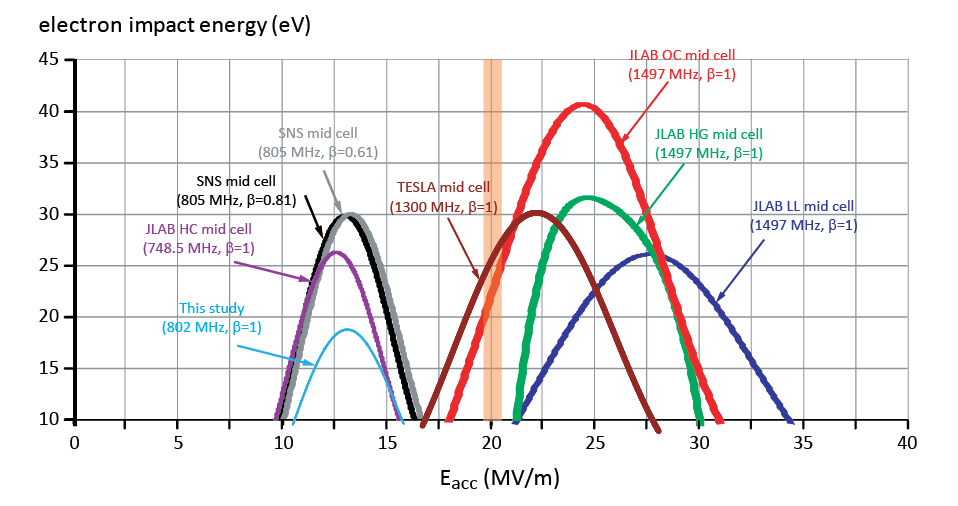 electron impact energy (eV)
45
40
35
30
25
20
15
10
JLAB OC mid cell
(1497 MHz, β=1)
SNS mid cell
(805 MHz, β=0.61)
JLAB HG mid cell
(1497 MHz, β=1)
SNS mid cell
(805 MHz, β=0.81)
TESLA mid cell
(1300 MHz, β=1)
JLAB LL mid cell
(1497 MHz, β=1)
JLAB HC mid cell
(748.5 MHz, β=1)
This study
(802 MHz, β=1)
0 5 10 15 20 25 30 35 40
Eacc (MV/m)